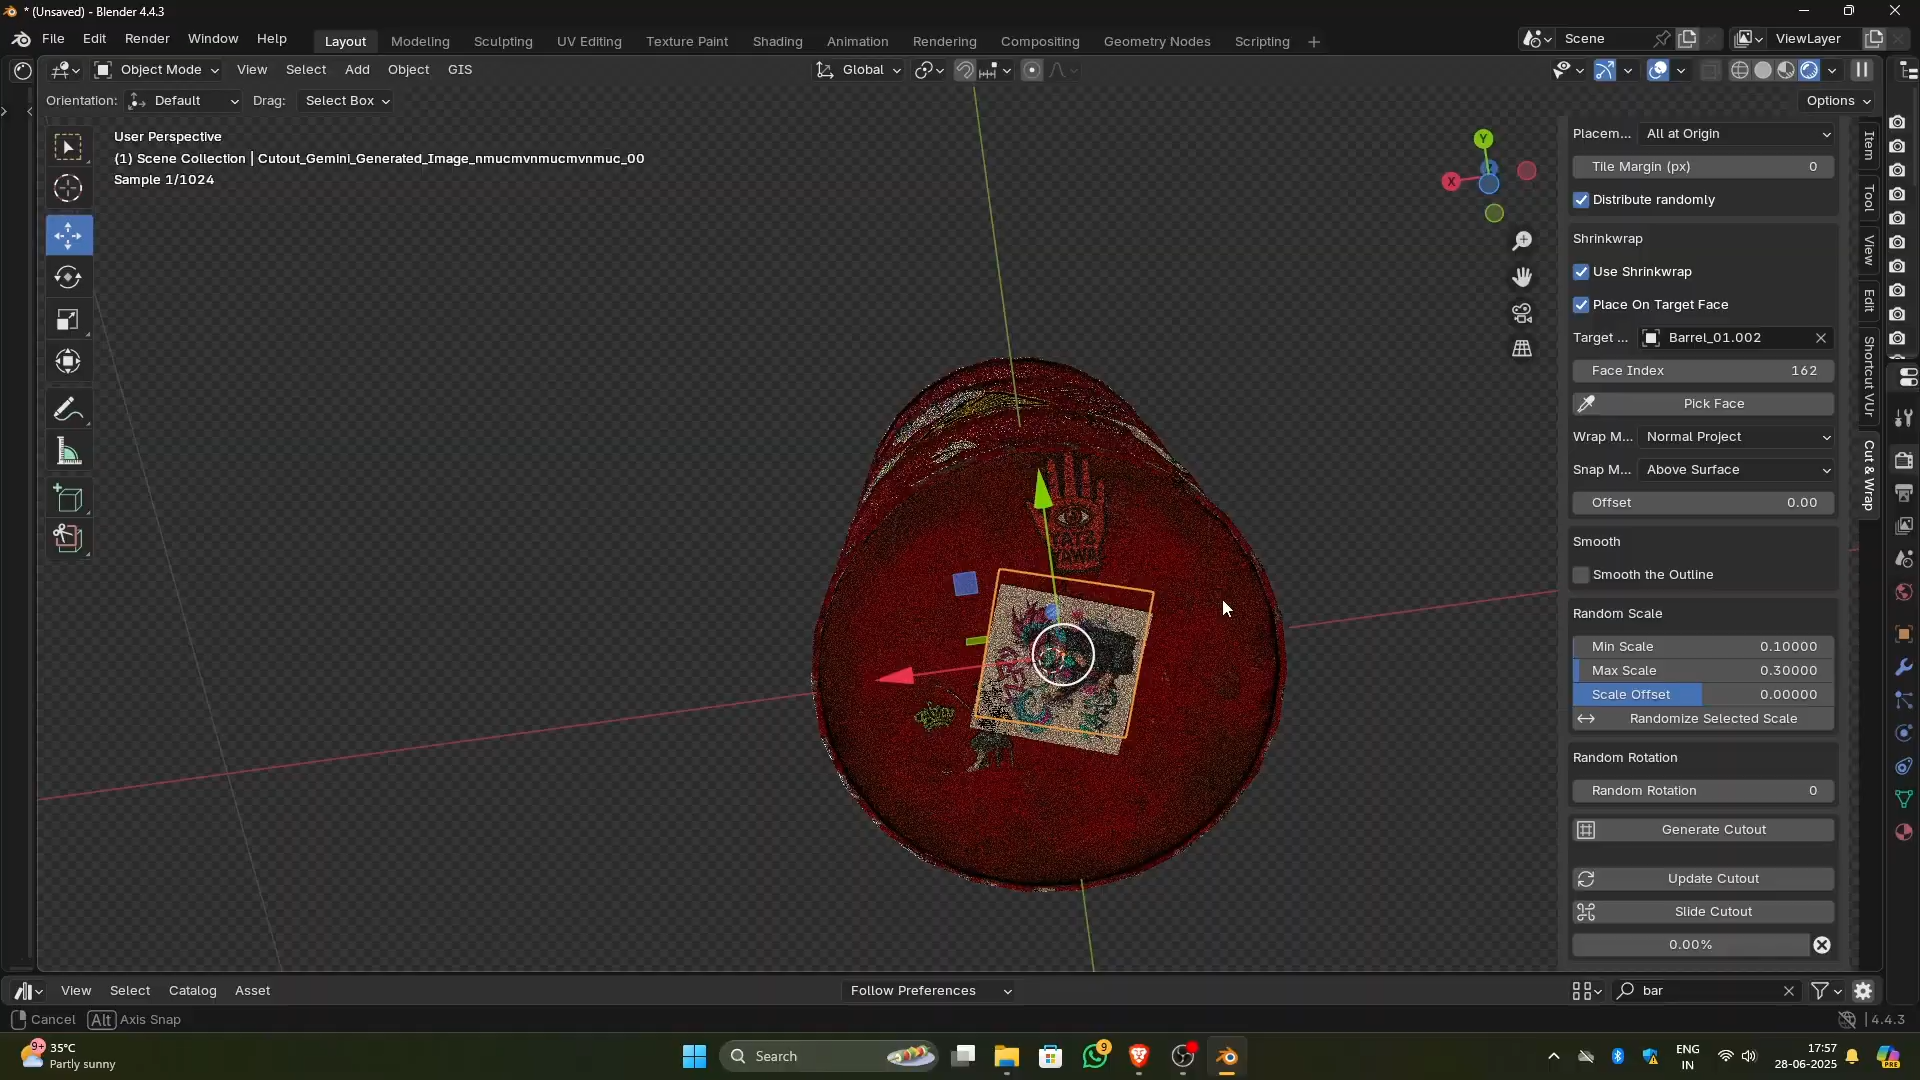 * (Unsaved) - Blender 4.4.3
File Edit Render Window Help
Layout Modeling Sculpting UV Editing Texture Paint Shading Animation Rendering Compositing Geometry Nodes Scripting +
Scene
ViewLayer
Object Mode View Select Add Object GIS
Global
Orientation: Default Drag: Select Box
Options
User Perspective
(1) Scene Collection | Cutout_Gemini_Generated_Image_nmucmvnmucmvnmuc_00
Sample 1/1024
Y
X
Placem... All at Origin
Tile Margin (px) 0
Distribute randomly
Shrinkwrap
Use Shrinkwrap
Place On Target Face
Target ... Barrel_01.002
Face Index 162
Pick Face
Wrap M... Normal Project
Snap M... Above Surface
Offset 0.00
Smooth
Smooth the Outline
Random Scale
Min Scale 0.10000
Max Scale 0.30000
Scale Offset 0.00000
Randomize Selected Scale
Random Rotation
Random Rotation 0
Generate Cutout
Update Cutout
Slide Cutout
0.00%
Item
Tool
View
Edit
Shortcut VUr
Cut & Wrap
View Select Catalog Asset
Follow Preferences
bar
Cancel Alt Axis Snap
4.4.3
9+
35°C
Partly sunny
Search
9
ENG
IN
17:57
28-06-2025
PRE